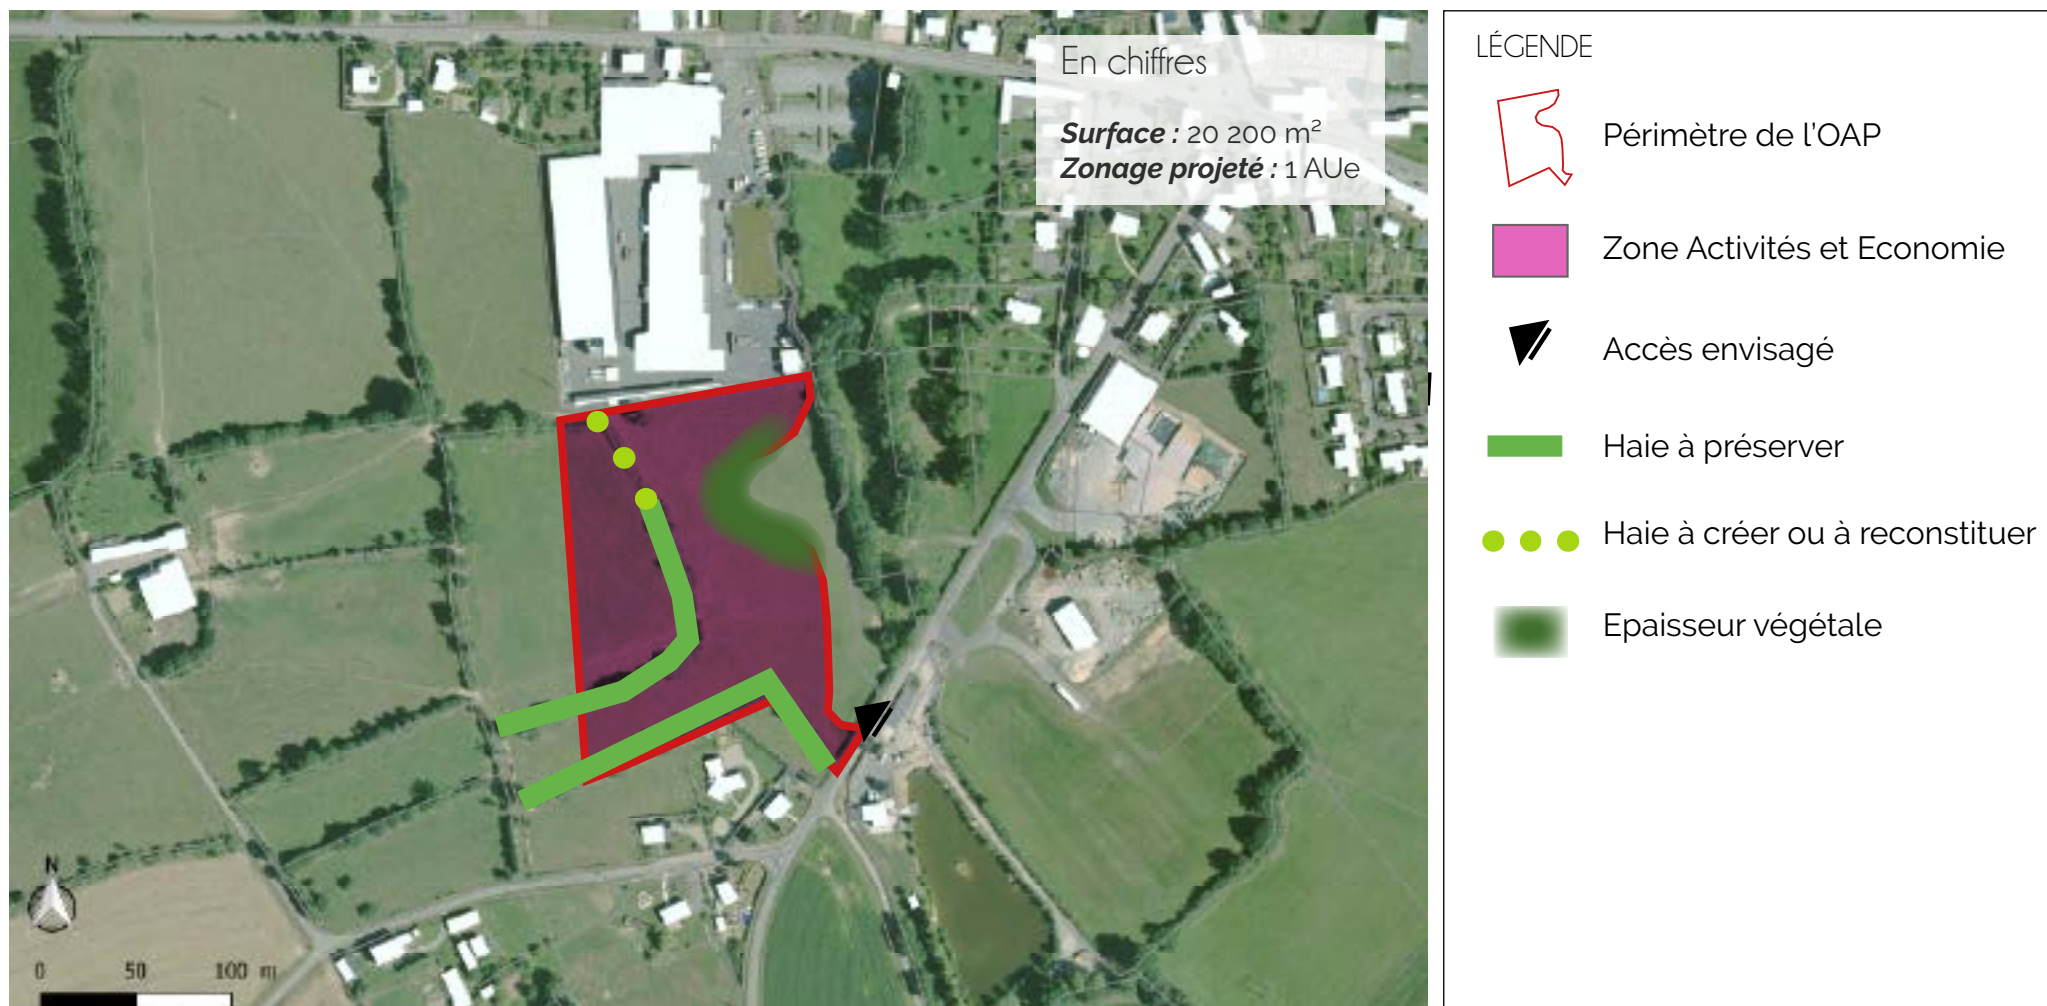 En chiffres
Surface : 20 200 m²
Zonage projeté : 1 AUe
N
0 50 100 m
LÉGENDE
Périmètre de l'OAP
Zone Activités et Economie
Accès envisagé
Haie à préserver
Haie à créer ou à reconstituer
Epaisseur végétale